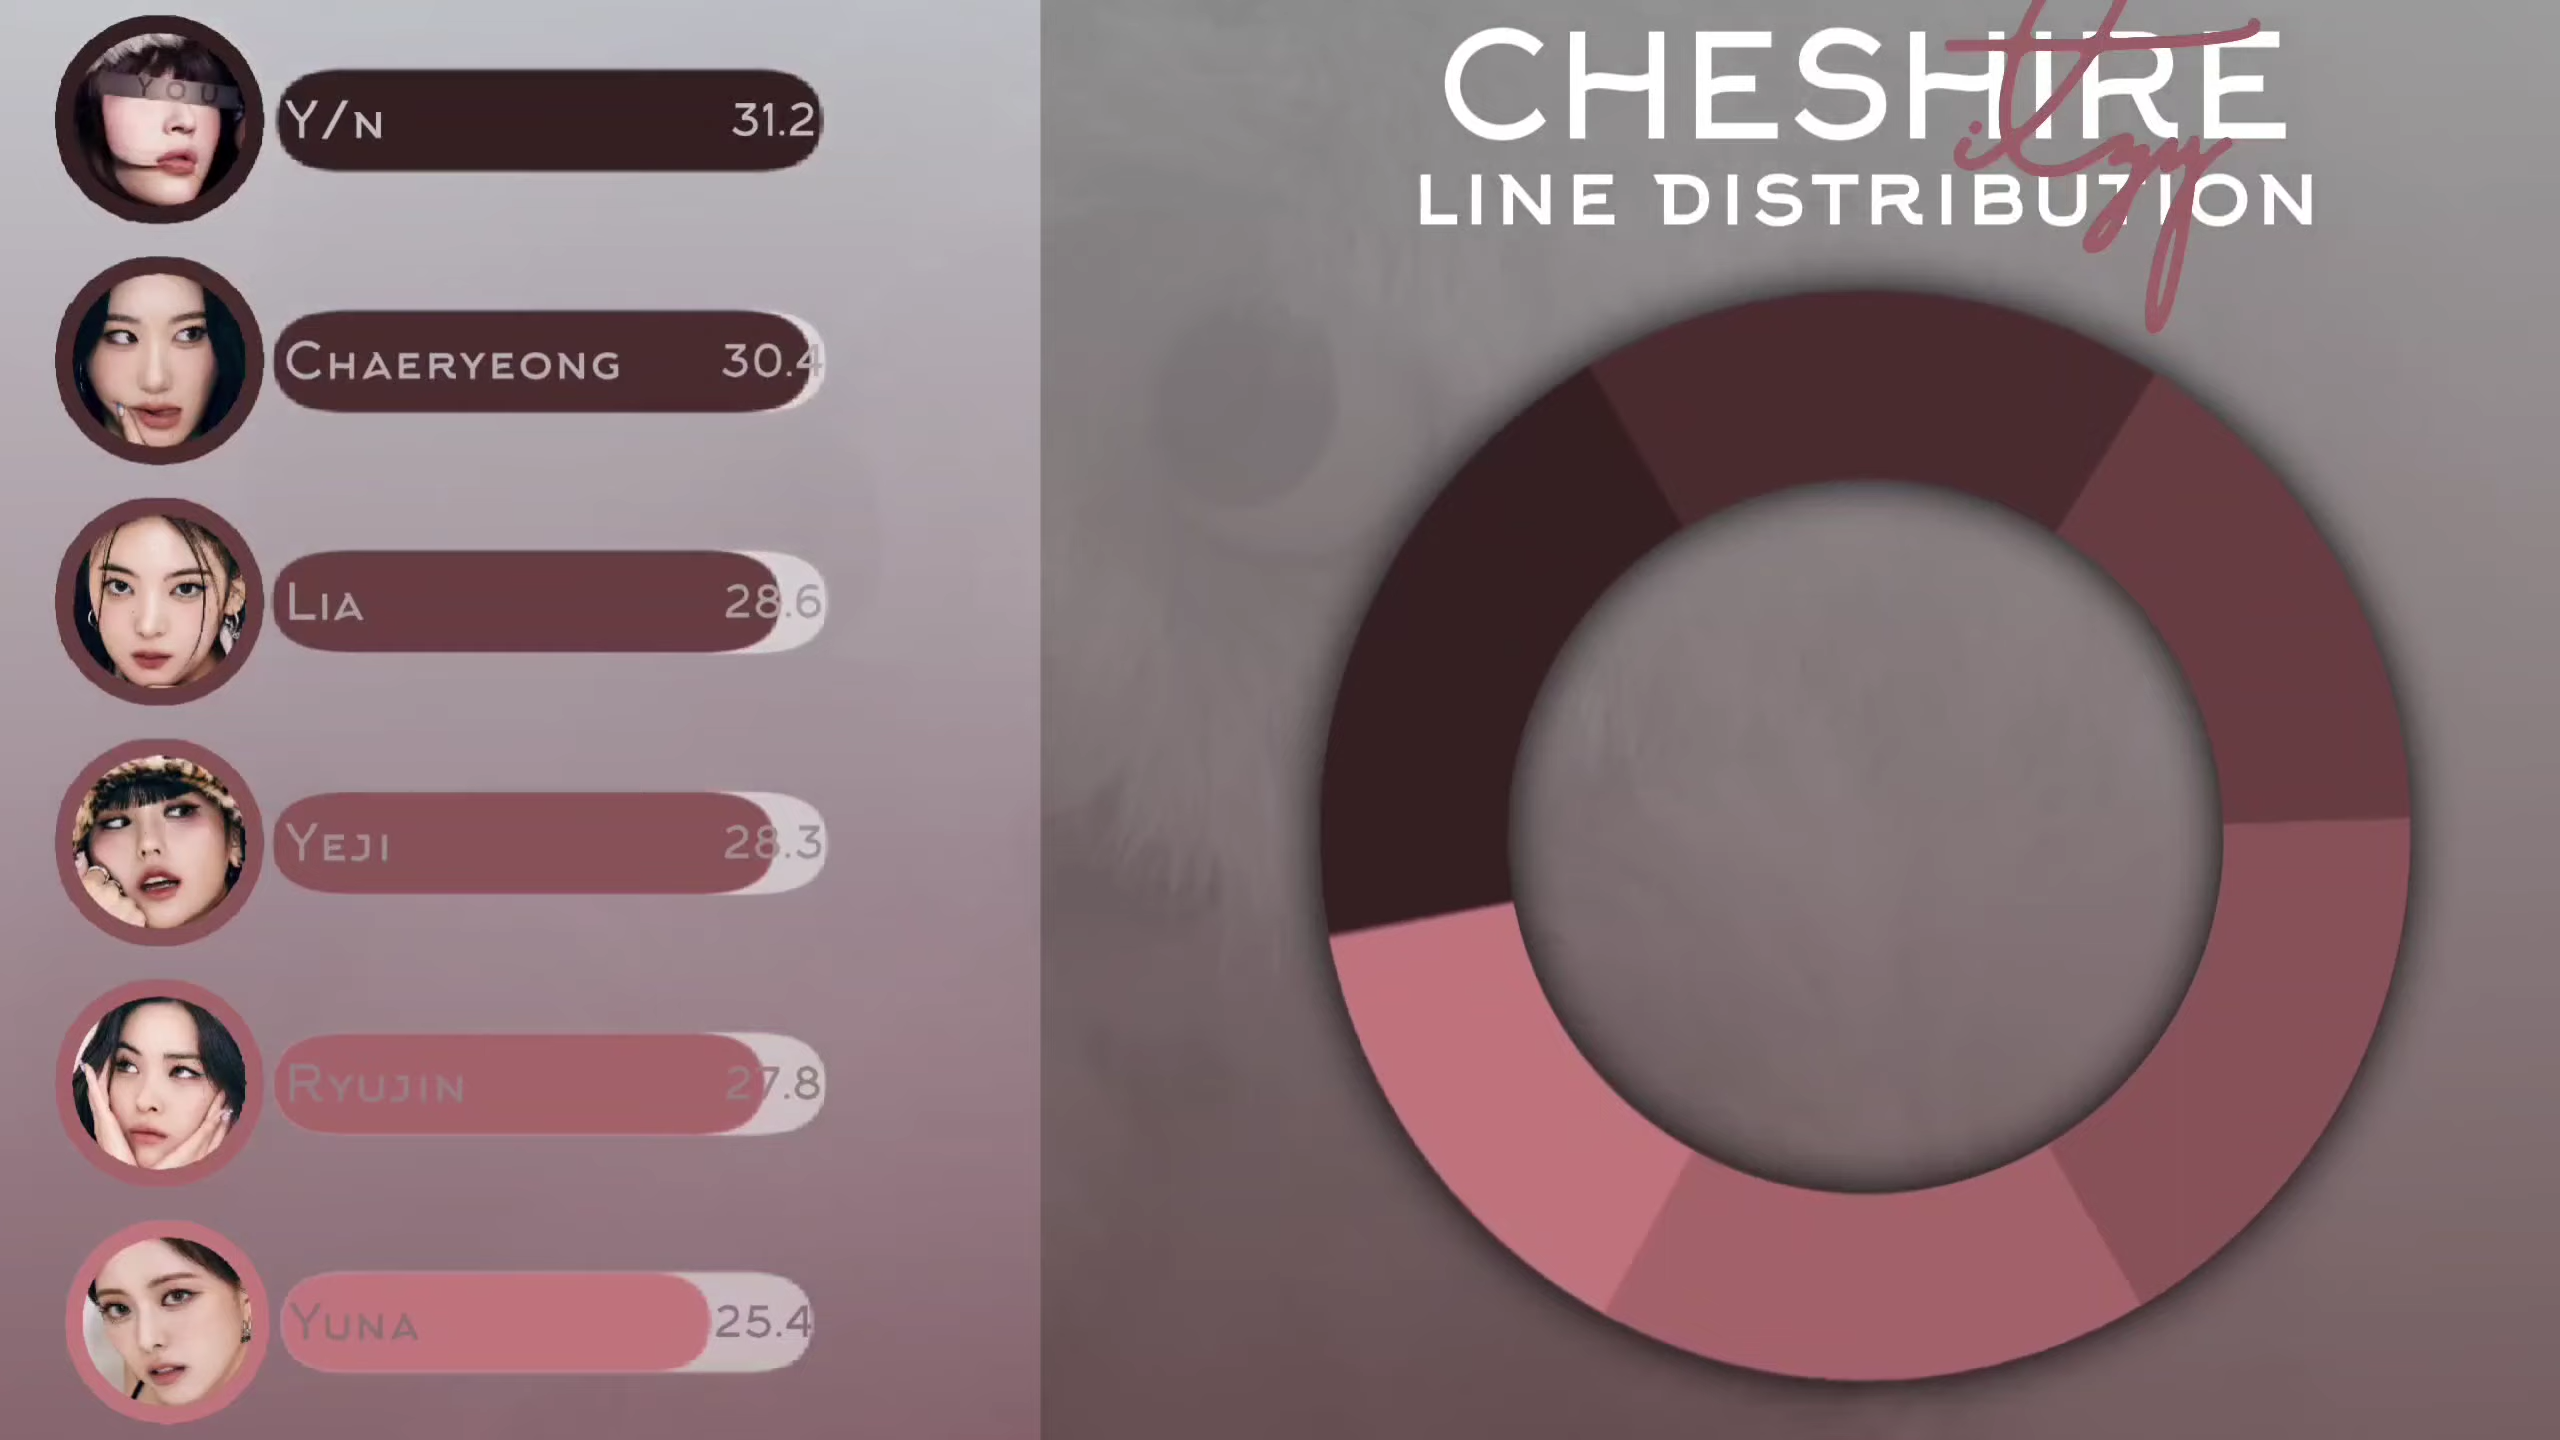 YOU
Y/N 31.2
CHAERYEONG 30.4
LIA 28.6
YEJI 28.3
RYUJIN 27.8
YUNA 25.4
CHESHIRE
itzy
LINE DISTRIBUTION